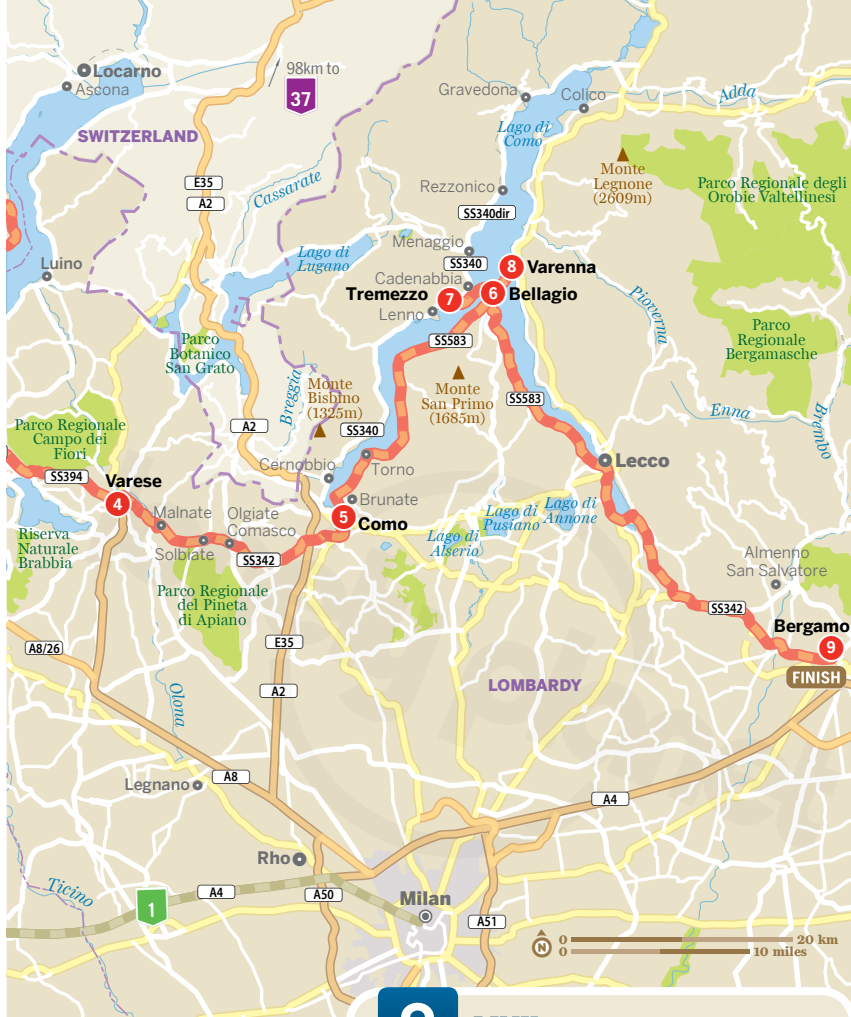 98km to
37
Locarno
Ascona
SWITZERLAND
Gravedona
Colico
Adda
Lago di
Como
Monte
Legnone
(2609m)
Parco Regionale degli
Orobie Valtellinesi
E35
A2
Cassarate
Rezzonico
SS340dir
Menaggio
Luino
Lago di
Lugano
SS340
8 Varenna
Cadenabbia
Tremezzo 7
6 Bellagio
Lenno
Pioverna
Parco
Botanico
San Grato
SS583
Parco
Regionale
Bergamasche
Breggia
Monte
Bisbino
(1325m)
Monte
San Primo
(1685m)
SS583
Enna
Brembo
Parco Regionale
Campo dei
Fiori
A2
SS340
Cernobbio
Torno
Lecco
SS394
Varese
4
Brunate
5 Como
Malnate
Olgiate
Comasco
Solbiate
SS342
Lago di
Pusiano
Lago di
Annone
Lago di
Alserio
Riserva
Naturale
Brabbia
Parco Regionale
del Pineta
di Apiano
Almenno
San Salvatore
SS342
Bergamo
9
FINISH
A8/26
E35
A2
LOMBARDY
Olona
Legnano
A8
A4
Rho
Ticino
A4
1
A50
Milan
A51
N
0 20 km
0 10 miles